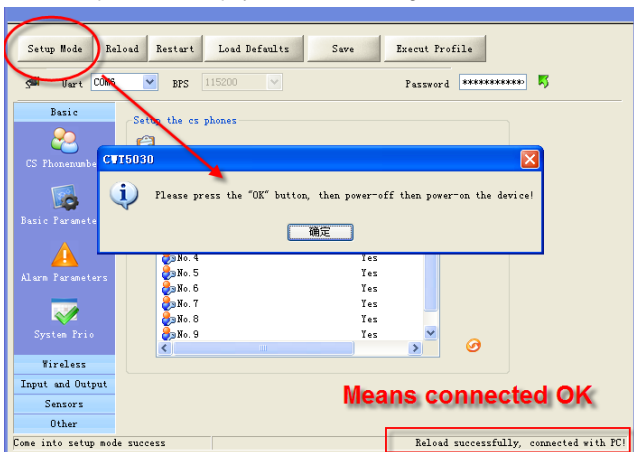 Setup Mode Reload Restart Load Defaults Save Execut Profile
Uart COM6 BPS 115200 Password ***********
Basic
Setup the cs phones
CS Phonenumbe
CWT5030
Please press the "OK" button, then power-off then power-on the device!
确定
Basic Paramete
Alarm Parameters
System Prio
No.4 Yes
No.5 Yes
No.6 Yes
No.7 Yes
No.8 Yes
No.9 Yes
Wireless
Input and Output
Sensors
Other
Means connected OK
Come into setup mode success
Reload successfully, connected with PC!